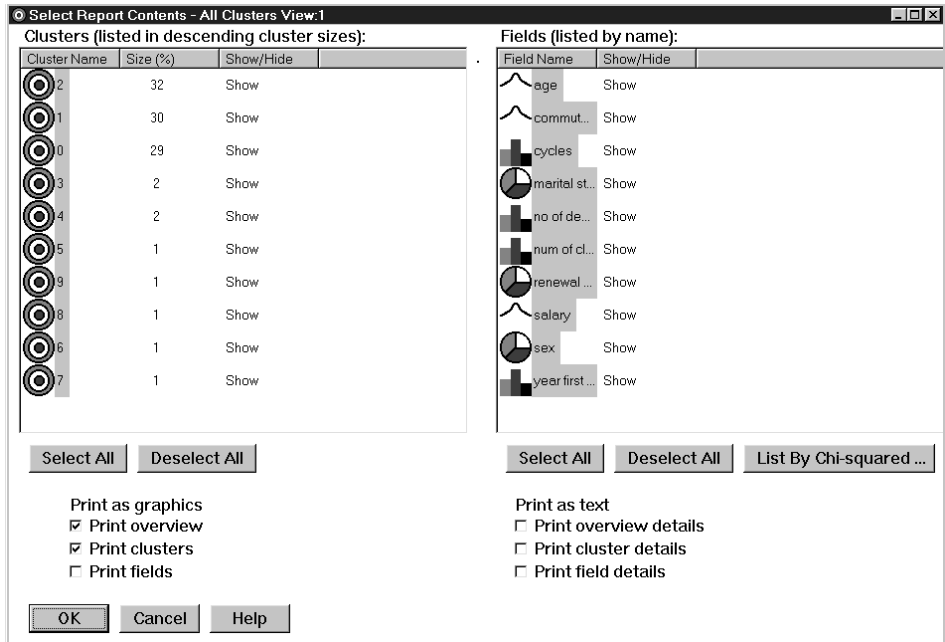 Select Report Contents - All Clusters View:1
Clusters (listed in descending cluster sizes):
Cluster Name Size (%) Show/Hide
2 32 Show
1 30 Show
0 29 Show
3 2 Show
4 2 Show
5 1 Show
9 1 Show
8 1 Show
6 1 Show
7 1 Show
Select All Deselect All
Print as graphics
Print overview
Print clusters
Print fields
Fields (listed by name):
Field Name Show/Hide
age Show
commut... Show
cycles Show
marital st... Show
no of de... Show
num of cl... Show
renewal ... Show
salary Show
sex Show
year first ... Show
Select All Deselect All List By Chi-squared ...
Print as text
Print overview details
Print cluster details
Print field details
OK Cancel Help